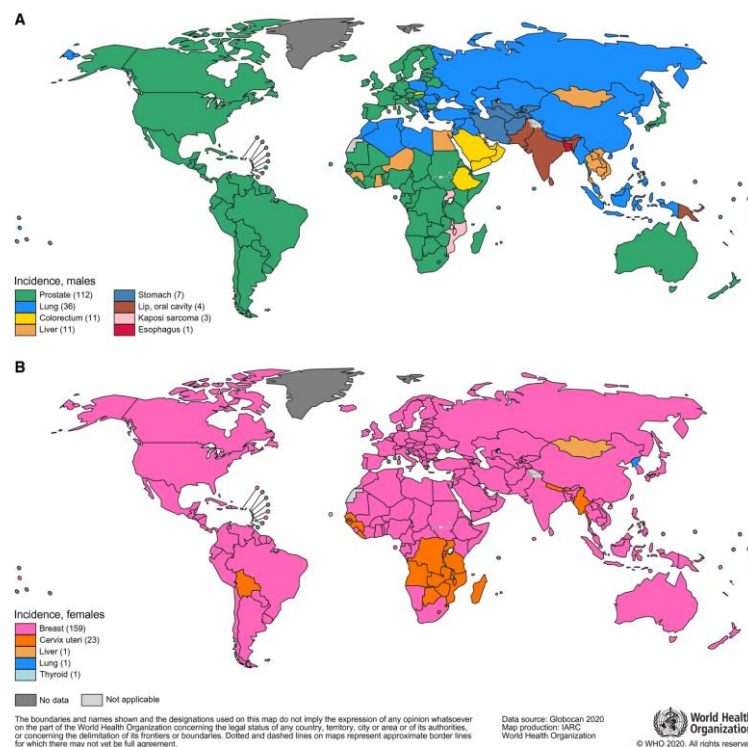 A
Incidence, males
Prostate (112)
Lung (36)
Colorectum (11)
Liver (11)
Stomach (7)
Lip, oral cavity (4)
Kaposi sarcoma (3)
Esophagus (1)
B
Incidence, females
Breast (159)
Cervix uteri (23)
Liver (1)
Lung (1)
Thyroid (1)
No data
Not applicable
The boundaries and names shown and the designations used on this map do not imply the expression of any opinion whatsoever
on the part of the World Health Organization concerning the legal status of any country, territory, city or area or of its authorities,
or concerning the delimitation of its frontiers or boundaries. Dotted and dashed lines on maps represent approximate border lines
for which there may not yet be full agreement.
Data source: Globocan 2020
Map production: IARC
World Health Organization
World Health
Organization
© WHO 2020. All rights reserved